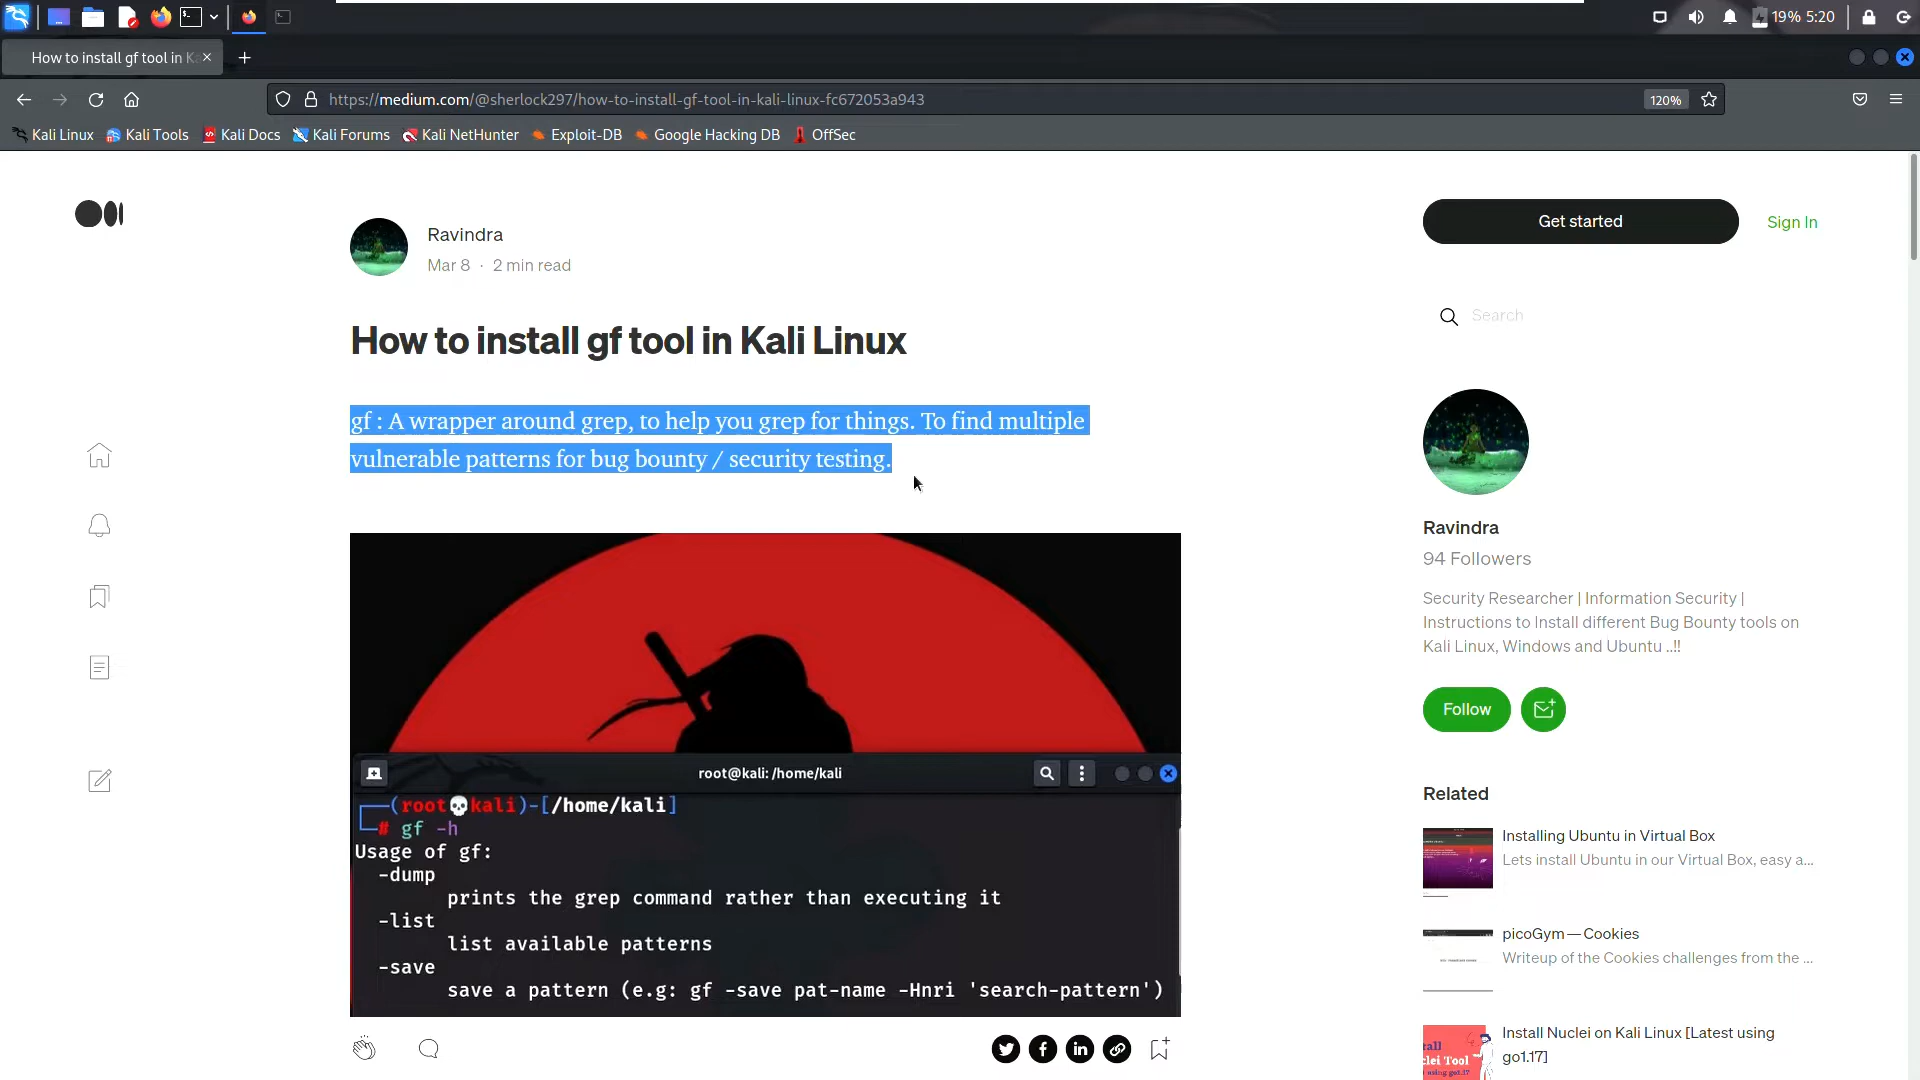 19% 5:20
How to install gf tool in Ka
https://medium.com/@sherlock297/how-to-install-gf-tool-in-kali-linux-fc672053a943
120%
Kali Linux Kali Tools Kali Docs Kali Forums Kali NetHunter Exploit-DB Google Hacking DB OffSec
Ravindra
Mar 8 · 2 min read
Get started
Sign In
Search
How to install gf tool in Kali Linux
gf : A wrapper around grep, to help you grep for things. To find multiple
vulnerable patterns for bug bounty / security testing.
root@kali: /home/kali
(root💀kali)-[/home/kali]
# gf -h
Usage of gf:
-dump
prints the grep command rather than executing it
-list
list available patterns
-save
save a pattern (e.g: gf -save pat-name -Hnri 'search-pattern')
Ravindra
94 Followers
Security Researcher | Information Security |
Instructions to Install different Bug Bounty tools on
Kali Linux, Windows and Ubuntu ..!!
Follow
Related
Installing Ubuntu in Virtual Box
Lets install Ubuntu in our Virtual Box, easy a...
picoGym — Cookies
Writeup of the Cookies challenges from the ...
Install Nuclei on Kali Linux [Latest using
go1.17]